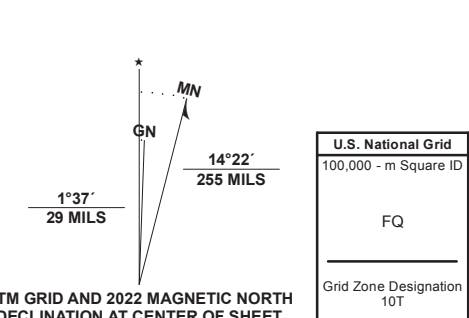 ★
MN
GN
1°37´
29 MILS
14°22´
255 MILS
TM GRID AND 2022 MAGNETIC NORTH
DECLINATION AT CENTER OF SHEET
U.S. National Grid
100,000 - m Square ID
FQ
Grid Zone Designation
10T